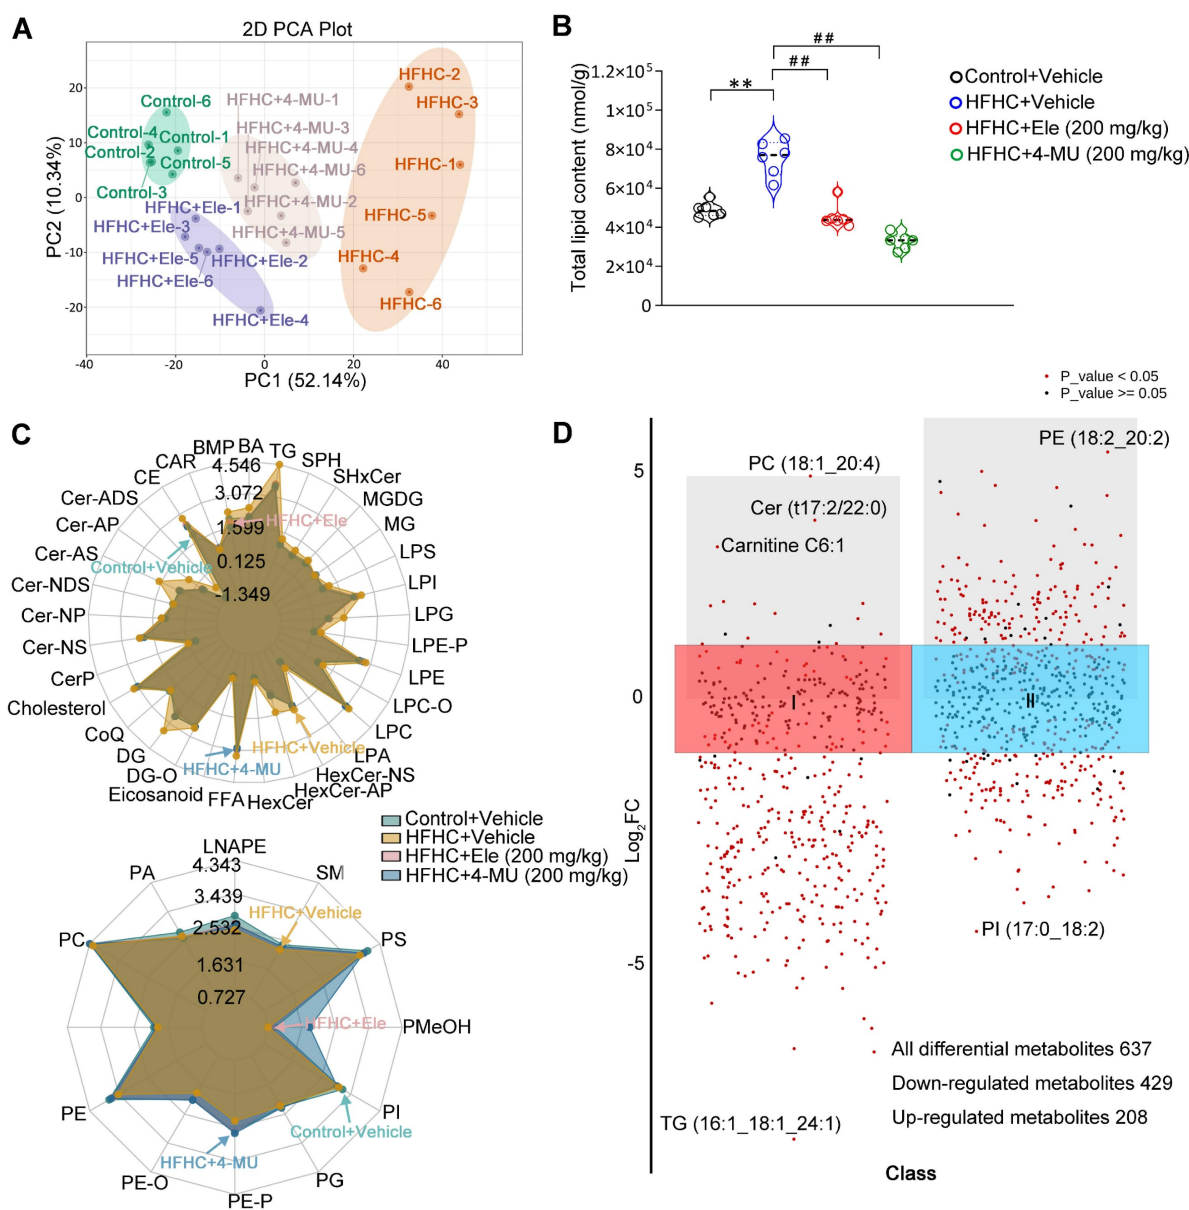 A
2D PCA Plot
PC2 (10.34%)
20
10
0
-10
-20
-40
-20
0
20
40
PC1 (52.14%)
Control-6
Control-4
Control-1
Control-2
Control-5
Control-3
HFHC+4-MU-1
HFHC+4-MU-3
HFHC+4-MU-4
HFHC+4-MU-6
HFHC+4-MU-2
HFHC+4-MU-5
HFHC+Ele-1
HFHC+Ele-3
HFHC+Ele-5
HFHC+Ele-2
HFHC+Ele-6
HFHC+Ele-4
HFHC-2
HFHC-3
HFHC-1
HFHC-5
HFHC-4
HFHC-6
B
Total lipid content (nmol/g)
1.2×10⁵
1×10⁵
8×10⁴
6×10⁴
4×10⁴
2×10⁴
0
**
##
##
Control+Vehicle
HFHC+Vehicle
HFHC+Ele (200 mg/kg)
HFHC+4-MU (200 mg/kg)
C
BMP
BA
TG
SPH
SHxCer
MGDG
MG
LPS
LPI
LPG
LPE-P
LPE
LPC-O
LPC
LPA
HexCer-NS
HexCer-AP
HexCer
FFA
Eicosanoid
DG-O
DG
CoQ
Cholesterol
CerP
Cer-NS
Cer-NP
Cer-NDS
Cer-AS
Cer-AP
Cer-ADS
CE
CAR
4.546
3.072
1.599
0.125
-1.349
HFHC+Ele
Control+Vehicle
HFHC+Vehicle
HFHC+4-MU
Control+Vehicle
HFHC+Vehicle
HFHC+Ele (200 mg/kg)
HFHC+4-MU (200 mg/kg)
LNAPE
SM
PS
PMeOH
PI
PG
PE-P
PE-O
PE
PC
PA
4.343
3.439
2.532
1.631
0.727
HFHC+Vehicle
HFHC+Ele
Control+Vehicle
HFHC+4-MU
D
P_value < 0.05
P_value >= 0.05
Log₂FC
5
0
-5
PE (18:2_20:2)
PC (18:1_20:4)
Cer (t17:2/22:0)
Carnitine C6:1
I
II
PI (17:0_18:2)
All differential metabolites 637
Down-regulated metabolites 429
Up-regulated metabolites 208
TG (16:1_18:1_24:1)
Class